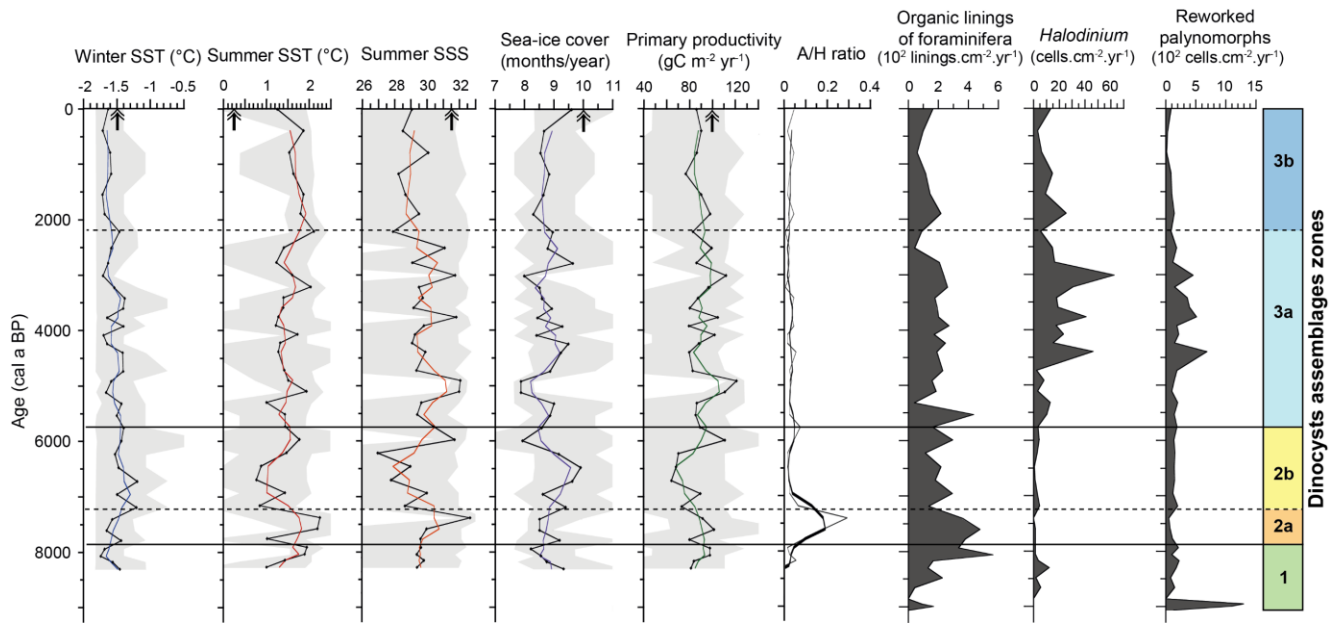 Organic linings
of foraminifera
(10² linings.cm⁻².yr⁻¹)
Halodinium
(cells.cm⁻².yr⁻¹)
Reworked
palynomorphs
(10² cells.cm⁻².yr⁻¹)
Winter SST (°C)
Summer SST (°C)
Summer SSS
Sea-ice cover
(months/year)
Primary productivity
(gC m⁻² yr⁻¹)
A/H ratio
-2 -1.5 -1 -0.5
0 1 2
26 28 30 32
7 8 9 10 11
40 80 120
0 0.2 0.4
0 2 4 6
0 20 40 60
0 5 10 15
0
2000
4000
6000
8000
Age (cal a BP)
3b
3a
2b
2a
1
Dinocysts assemblages zones